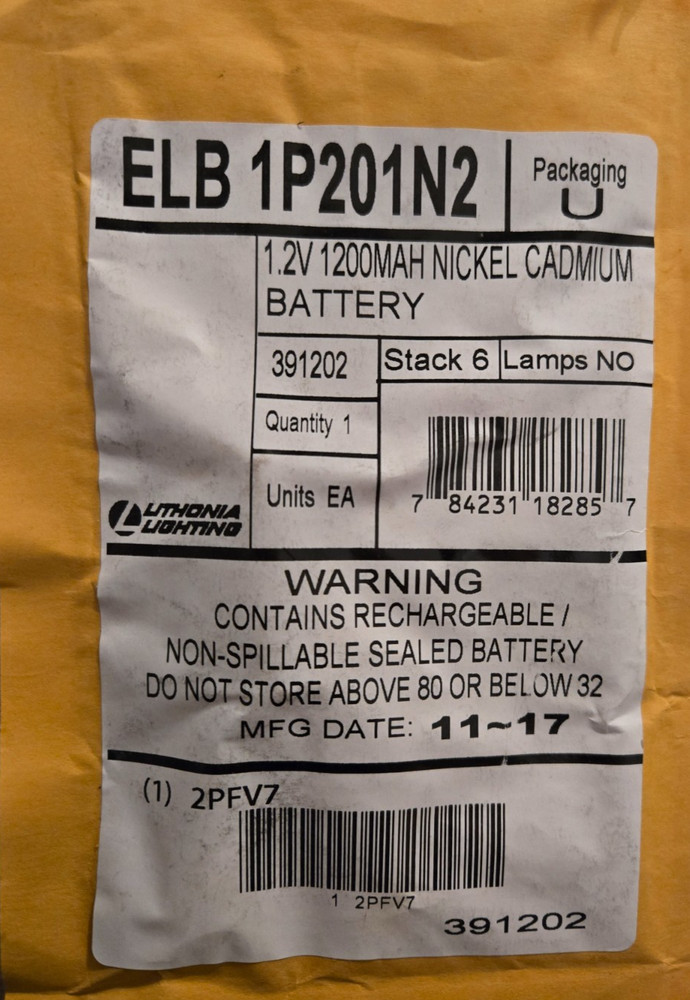 ELB 1P201N2
Packaging
U
1.2V 1200MAH NICKEL CADMIUM
BATTERY
391202
Stack 6
Lamps NO
Quantity 1
Units EA
7 84231 18285 7
LITHONIA
LIGHTING
WARNING
CONTAINS RECHARGEABLE /
NON-SPILLABLE SEALED BATTERY
DO NOT STORE ABOVE 80 OR BELOW 32
MFG DATE: 11~17
(1) 2PFV7
1 2PFV7
391202